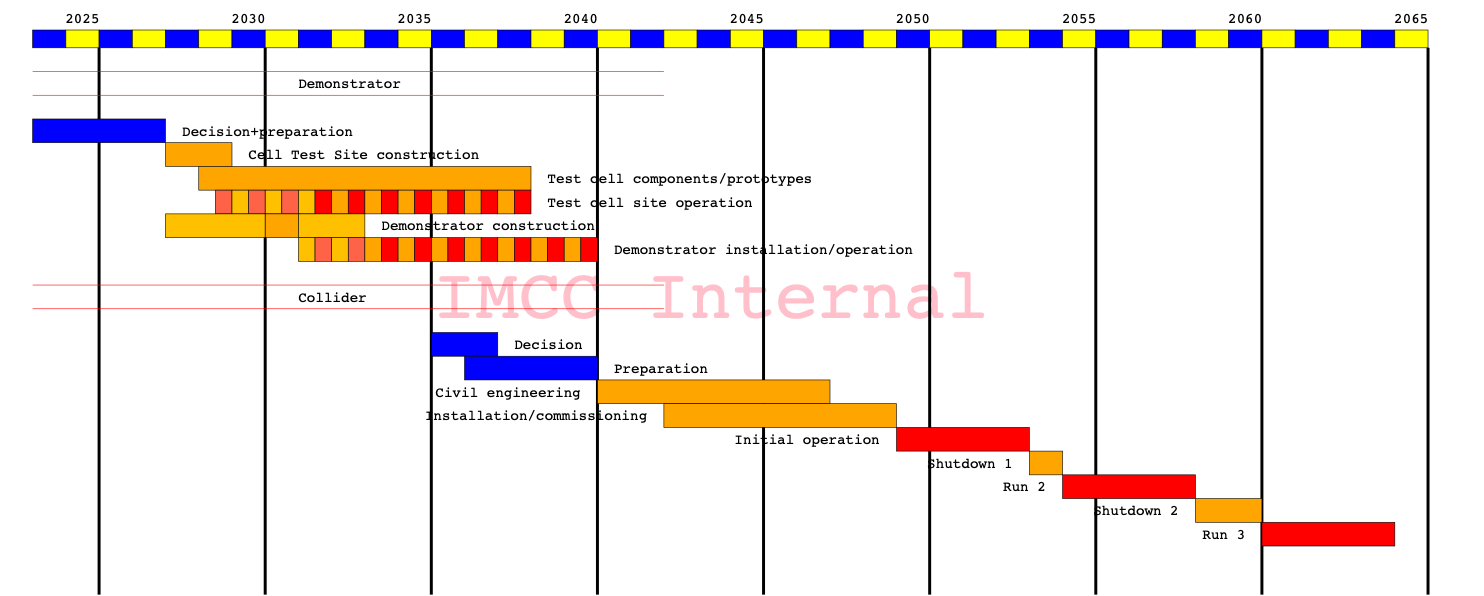 2025 2030 2035 2040 2045 2050 2055 2060 2065
Demonstrator
Decision+preparation
Cell Test Site construction
Test cell components/prototypes
Test cell site operation
Demonstrator construction
Demonstrator installation/operation
IMCC Internal
Collider
Decision
Preparation
Civil engineering
Installation/commissioning
Initial operation
Shutdown 1
Run 2
Shutdown 2
Run 3